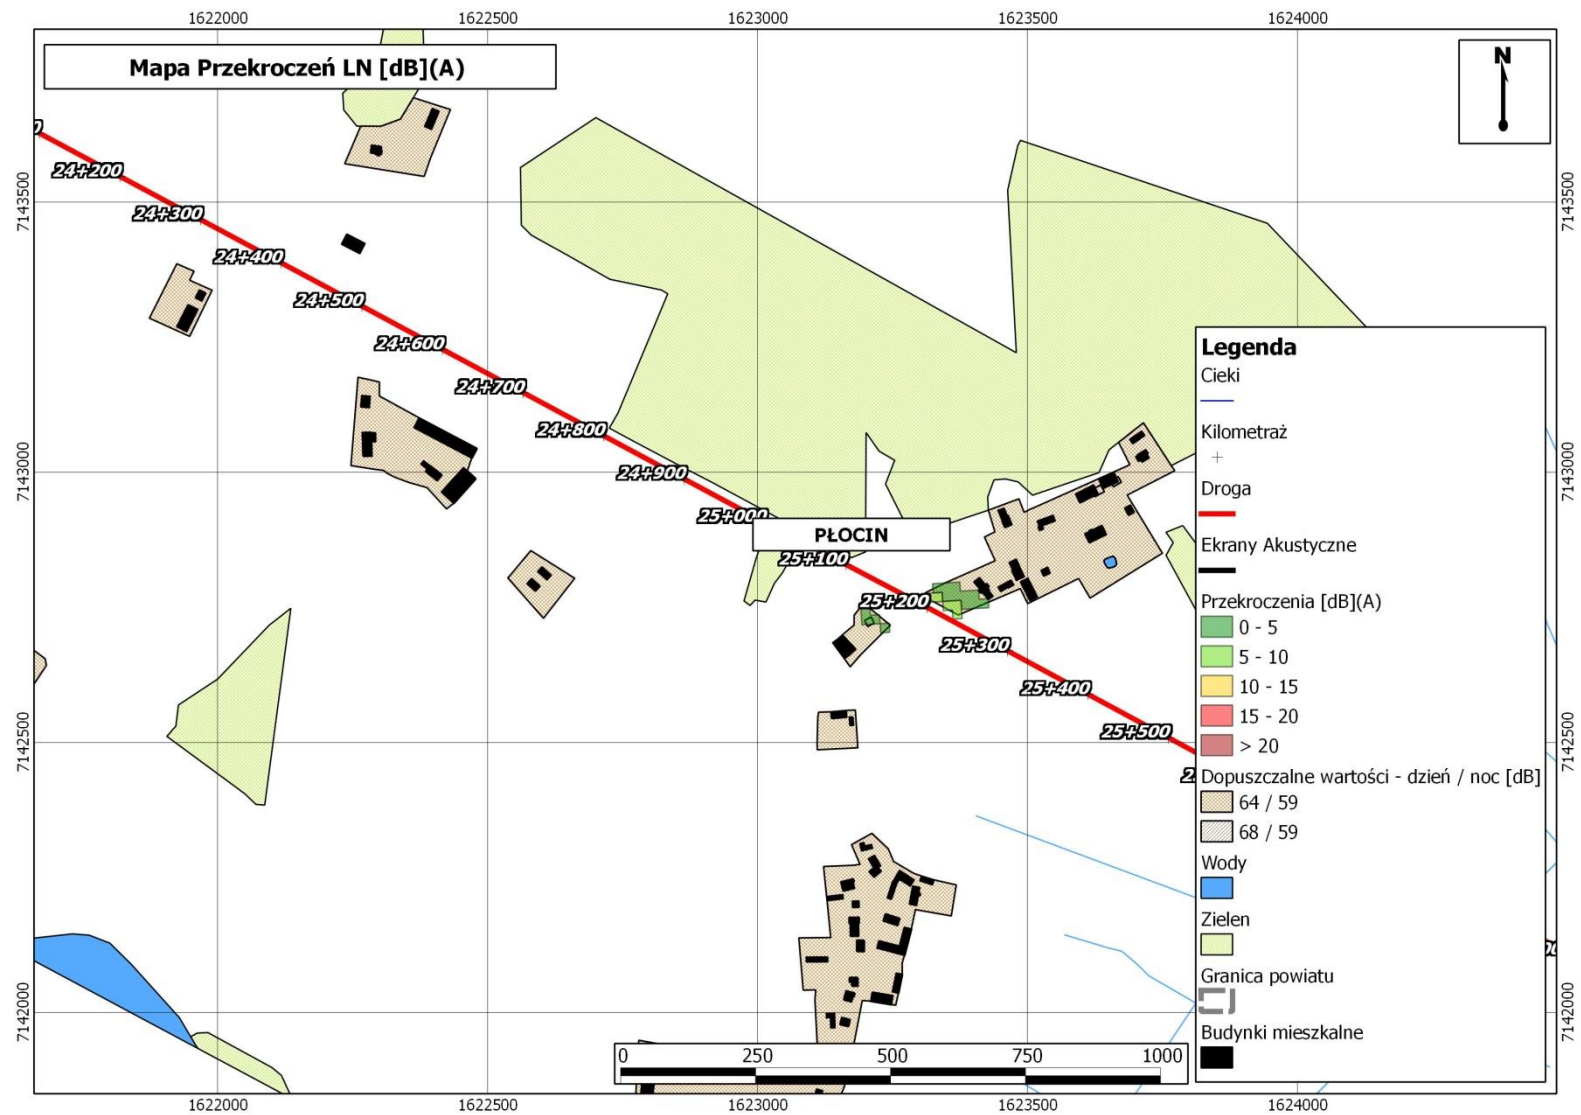 1622000 1622500 1623000 1623500 1624000
Mapa Przekroczeń LN [dB](A)
N
24+200
7143500
7143500
24+300
24+400
24+500
24+600
Legenda
Cieki
24+700
24+800
Kilometraż
24+900
7143000
7143000
Droga
25+000
PŁOCIN
Ekrany Akustyczne
25+100
25+200
Przekroczenia [dB](A)
0 - 5
25+300
5 - 10
25+400
10 - 15
25+500
15 - 20
7142500
7142500
> 20
Dopuszczalne wartości - dzień / noc [dB]
64 / 59
68 / 59
Wody
Zielen
Granica powiatu
7142000
7142000
Budynki mieszkalne
0 250 500 750 1000
1622000 1622500 1623000 1623500 1624000